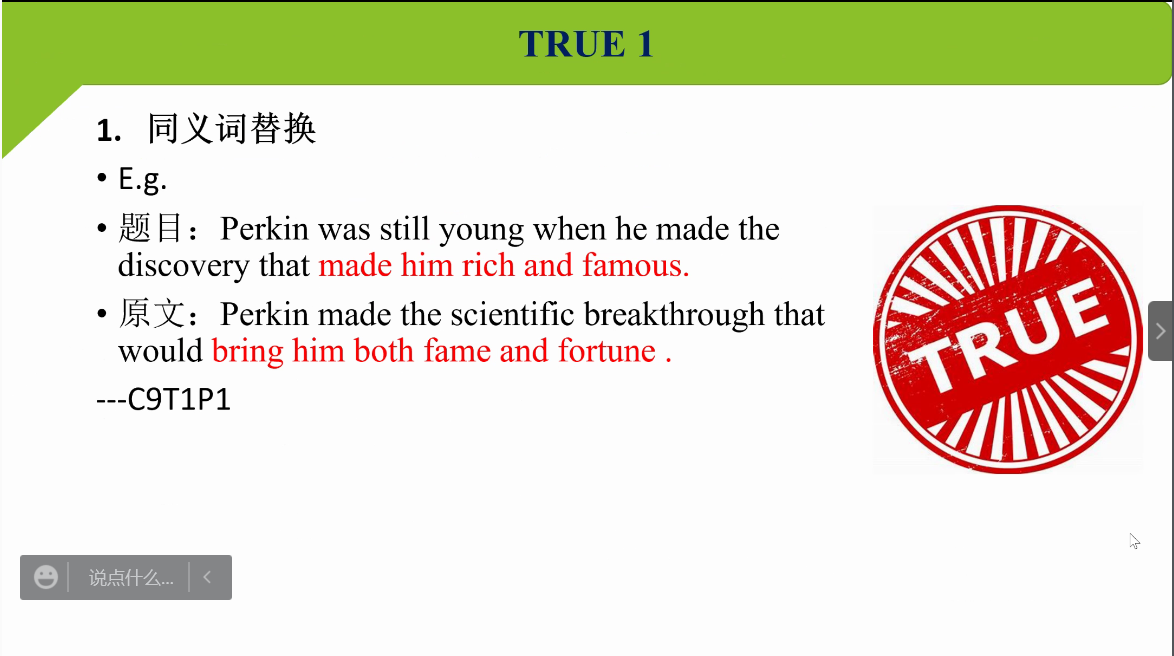 TRUE 1
1. 同义词替换
• E.g.
• 题目：Perkin was still young when he made the
discovery that made him rich and famous.
• 原文：Perkin made the scientific breakthrough that
would bring him both fame and fortune .
---C9T1P1
TRUE
说点什么...